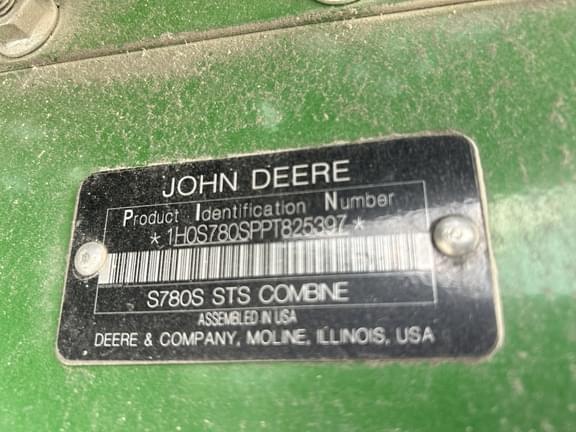 JOHN DEERE
Product Identification Number
*1H0S780SPPT825397*
S780S STS COMBINE
ASSEMBLED IN USA
DEERE & COMPANY, MOLINE, ILLINOIS, USA